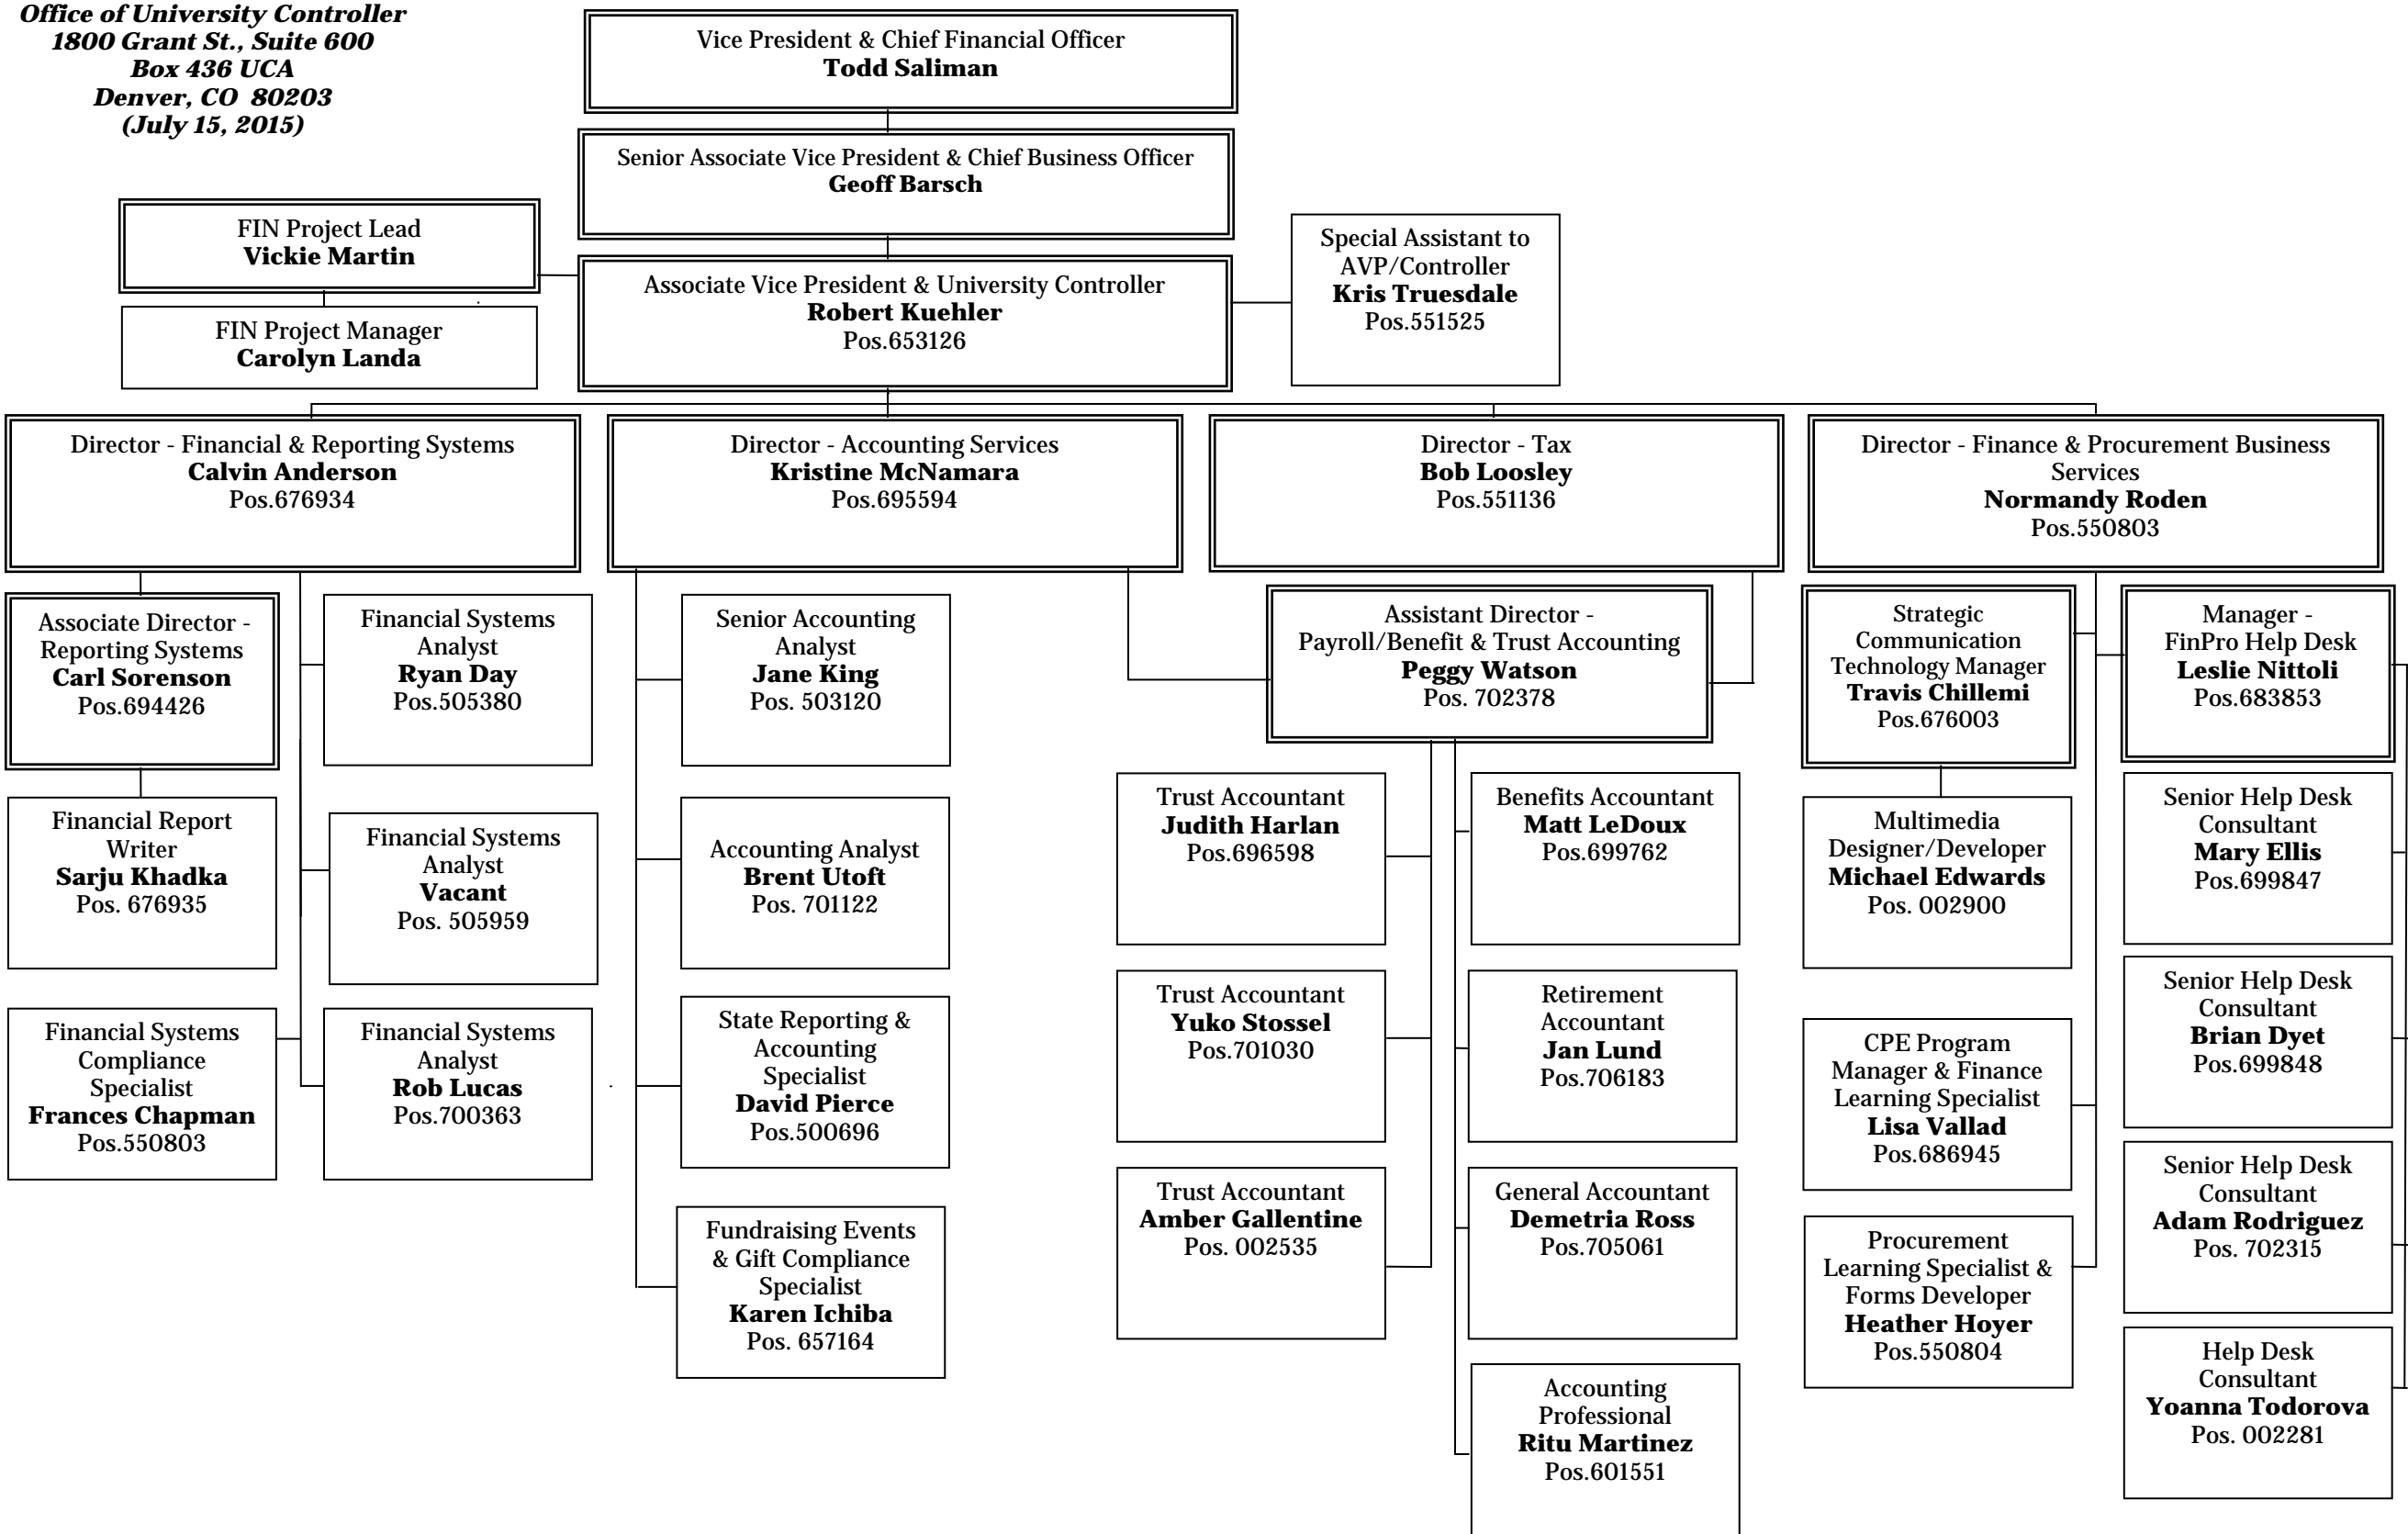 Office of University Controller
1800 Grant St., Suite 600
Box 436 UCA
Denver, CO 80203
(July 15, 2015)
Vice President & Chief Financial Officer
Todd Saliman
Senior Associate Vice President & Chief Business Officer
Geoff Barsch
FIN Project Lead
Vickie Martin
FIN Project Manager
Carolyn Landa
Associate Vice President & University Controller
Robert Kuehler
Pos.653126
Special Assistant to
AVP/Controller
Kris Truesdale
Pos.551525
Director - Financial & Reporting Systems
Calvin Anderson
Pos.676934
Director - Accounting Services
Kristine McNamara
Pos.695594
Director - Tax
Bob Loosley
Pos.551136
Director - Finance & Procurement Business
Services
Normandy Roden
Pos.550803
Associate Director -
Reporting Systems
Carl Sorenson
Pos.694426
Financial Systems
Analyst
Ryan Day
Pos.505380
Senior Accounting
Analyst
Jane King
Pos. 503120
Assistant Director -
Payroll/Benefit & Trust Accounting
Peggy Watson
Pos. 702378
Strategic
Communication
Technology Manager
Travis Chillemi
Pos.676003
Manager -
FinPro Help Desk
Leslie Nittoli
Pos.683853
Financial Report
Writer
Sarju Khadka
Pos. 676935
Financial Systems
Analyst
Vacant
Pos. 505959
Accounting Analyst
Brent Utoft
Pos. 701122
Trust Accountant
Judith Harlan
Pos.696598
Benefits Accountant
Matt LeDoux
Pos.699762
Multimedia
Designer/Developer
Michael Edwards
Pos. 002900
Senior Help Desk
Consultant
Mary Ellis
Pos.699847
Financial Systems
Compliance
Specialist
Frances Chapman
Pos.550803
Financial Systems
Analyst
Rob Lucas
Pos.700363
State Reporting &
Accounting
Specialist
David Pierce
Pos.500696
Trust Accountant
Yuko Stossel
Pos.701030
Retirement
Accountant
Jan Lund
Pos.706183
CPE Program
Manager & Finance
Learning Specialist
Lisa Vallad
Pos.686945
Senior Help Desk
Consultant
Brian Dyet
Pos.699848
Fundraising Events
& Gift Compliance
Specialist
Karen Ichiba
Pos. 657164
Trust Accountant
Amber Gallentine
Pos. 002535
General Accountant
Demetria Ross
Pos.705061
Procurement
Learning Specialist &
Forms Developer
Heather Hoyer
Pos.550804
Senior Help Desk
Consultant
Adam Rodriguez
Pos. 702315
Accounting
Professional
Ritu Martinez
Pos.601551
Help Desk
Consultant
Yoanna Todorova
Pos. 002281